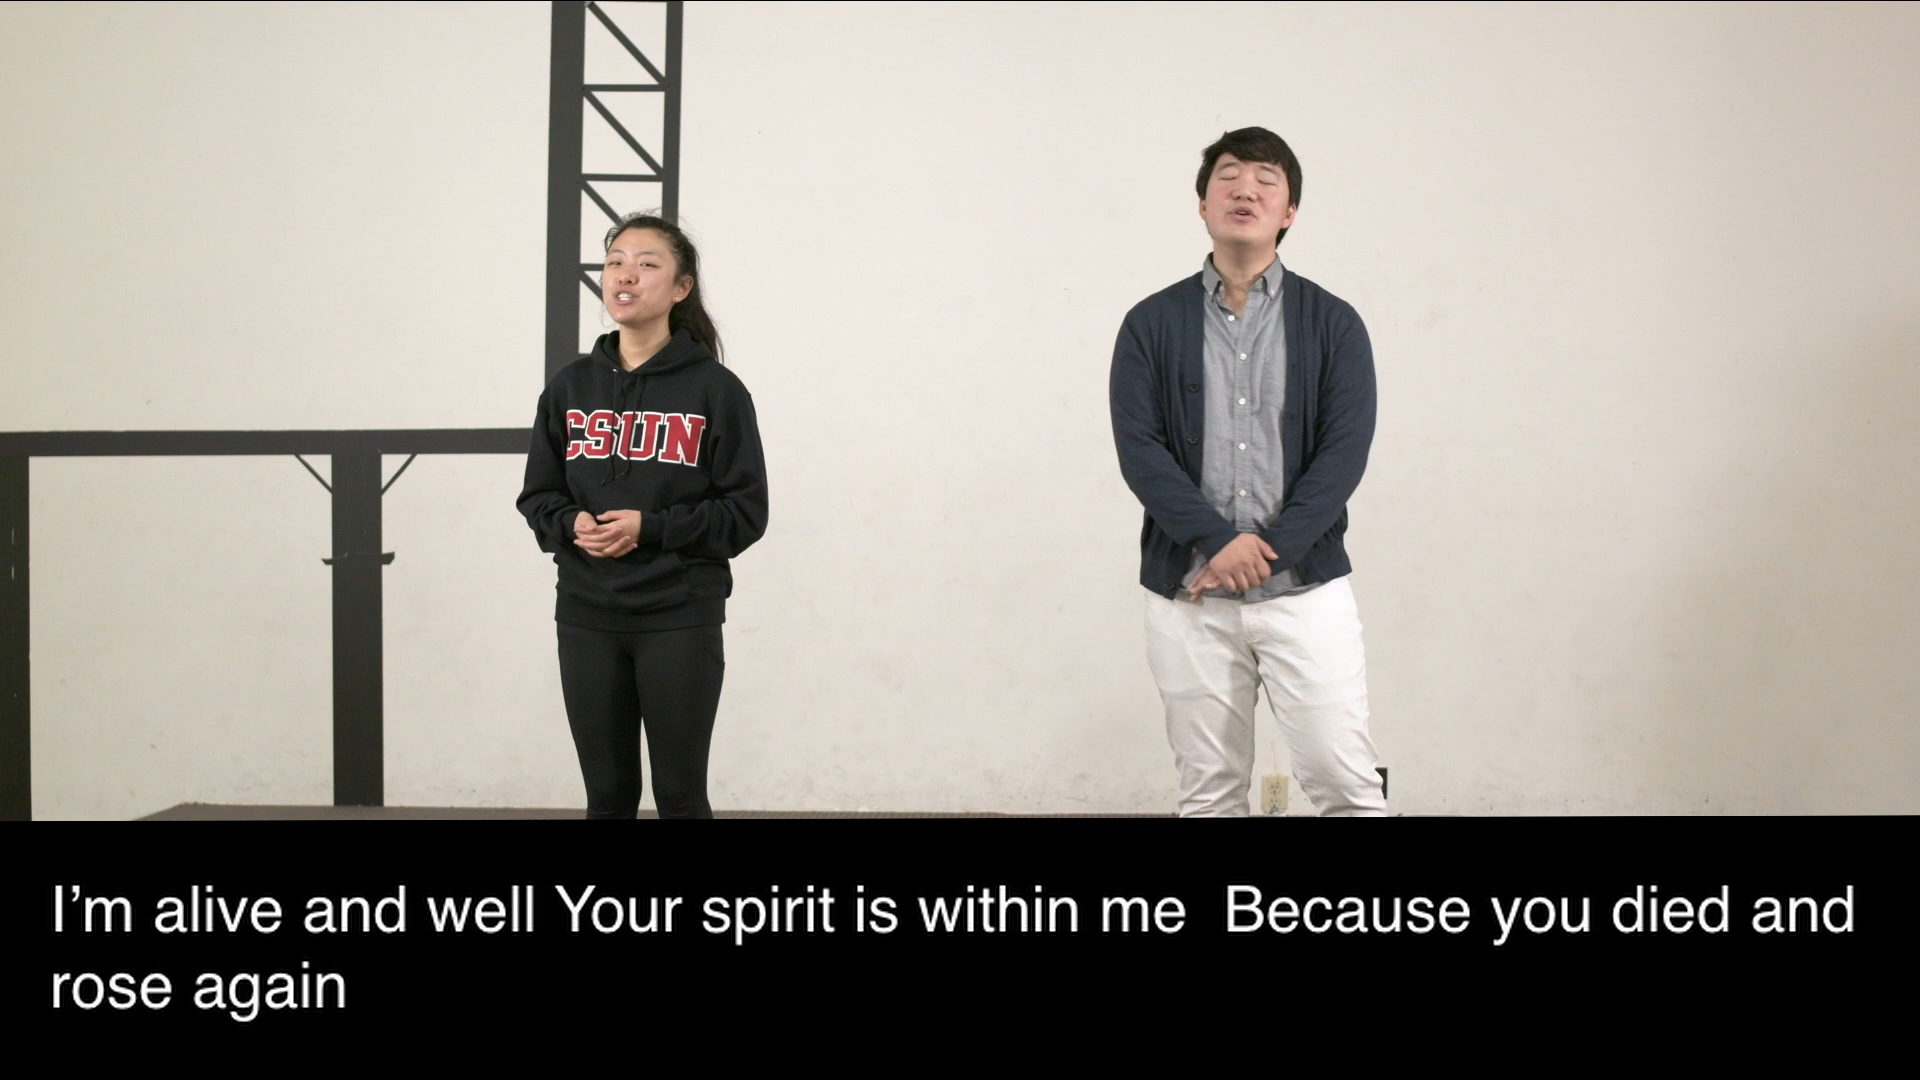 CSUN
I’m alive and well Your spirit is within me  Because you died and
rose again